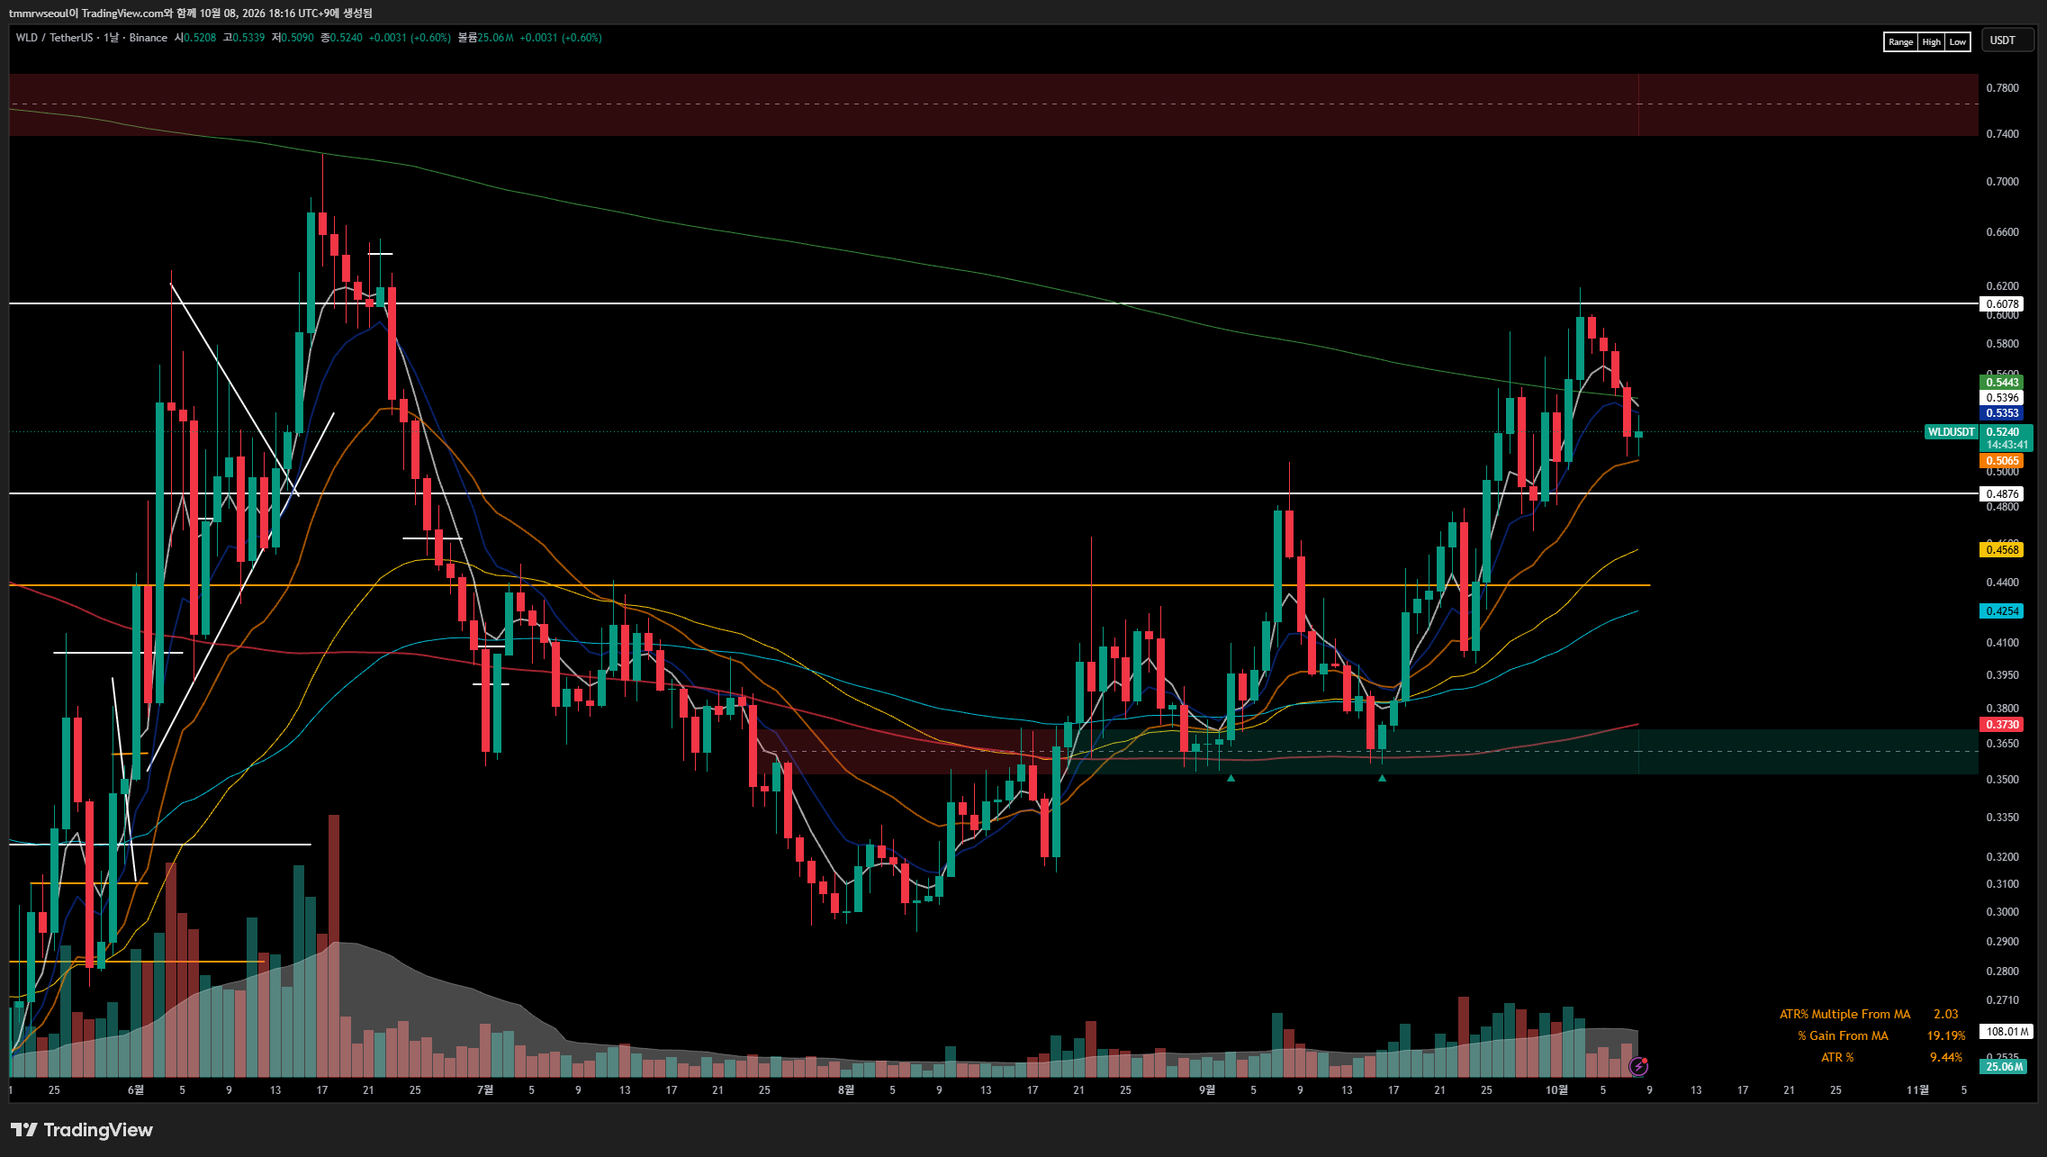 tmmrwseoul이 TradingView.com와 함께 10월 08, 2026 18:16 UTC+9에 생성됨
WLD / TetherUS · 1날 · Binance 시0.5208 고0.5339 저0.5090 종0.5240 +0.0031 (+0.60%) 볼륨25.06M +0.0031 (+0.60%)
Range High Low
USDT
0.7800
0.7400
0.7000
0.6600
0.6200
0.6078
0.6000
0.5800
0.5600
0.5443
0.5396
0.5353
WLDUSDT 0.5240
14:43:41
0.5065
0.5000
0.4876
0.4800
0.4568
0.4400
0.4254
0.4100
0.3950
0.3800
0.3730
0.3650
0.3500
0.3350
0.3200
0.3100
0.3000
0.2900
0.2800
0.2710
ATR% Multiple From MA 2.03
108.01M
% Gain From MA 19.19%
ATR % 9.44%
0.2535
25.06M
25 6월 5 9 13 17 21 25 7월 5 9 13 17 21 25 8월 5 9 13 17 21 25 9월 5 9 13 17 21 25 10월 5 9 13 17 21 25 11월 5
TradingView